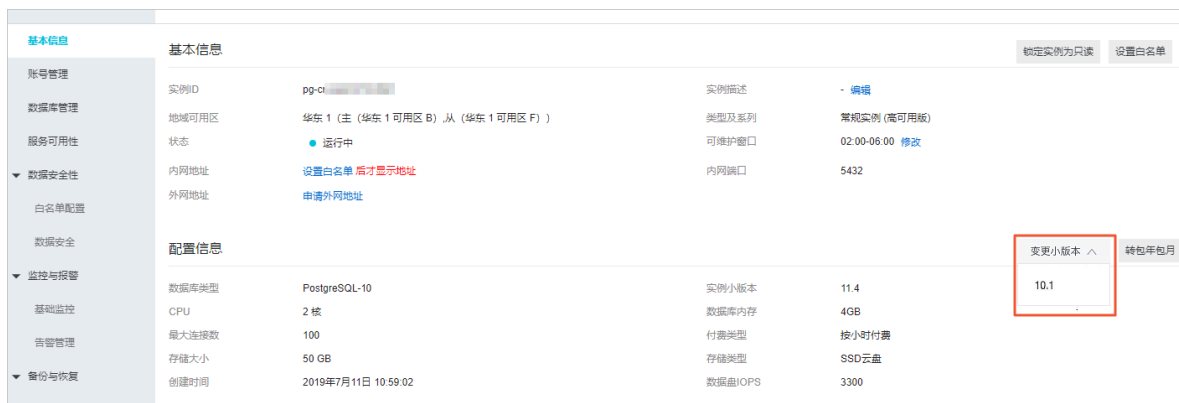 基本信息
账号管理
数据库管理
服务可用性
数据安全性
白名单配置
数据安全
监控与报警
基础监控
告警管理
备份与恢复
基本信息 锁定实例为只读 设置白名单
实例ID pg-c 实例描述 - 编辑
地域可用区 华东 1（主（华东 1 可用区 B）,从（华东 1 可用区 F）） 类型及系列 常规实例 (高可用版)
状态 运行中 可维护窗口 02:00-06:00 修改
内网地址 设置白名单 后才显示地址 内网端口 5432
外网地址 申请外网地址
配置信息 变更小版本 转包年包月
10.1
数据库类型 PostgreSQL-10 实例小版本 11.4
CPU 2 核 数据库内存 4GB
最大连接数 100 付费类型 按小时付费
存储大小 50 GB 存储类型 SSD云盘
创建时间 2019年7月11日 10:59:02 数据盘IOPS 3300